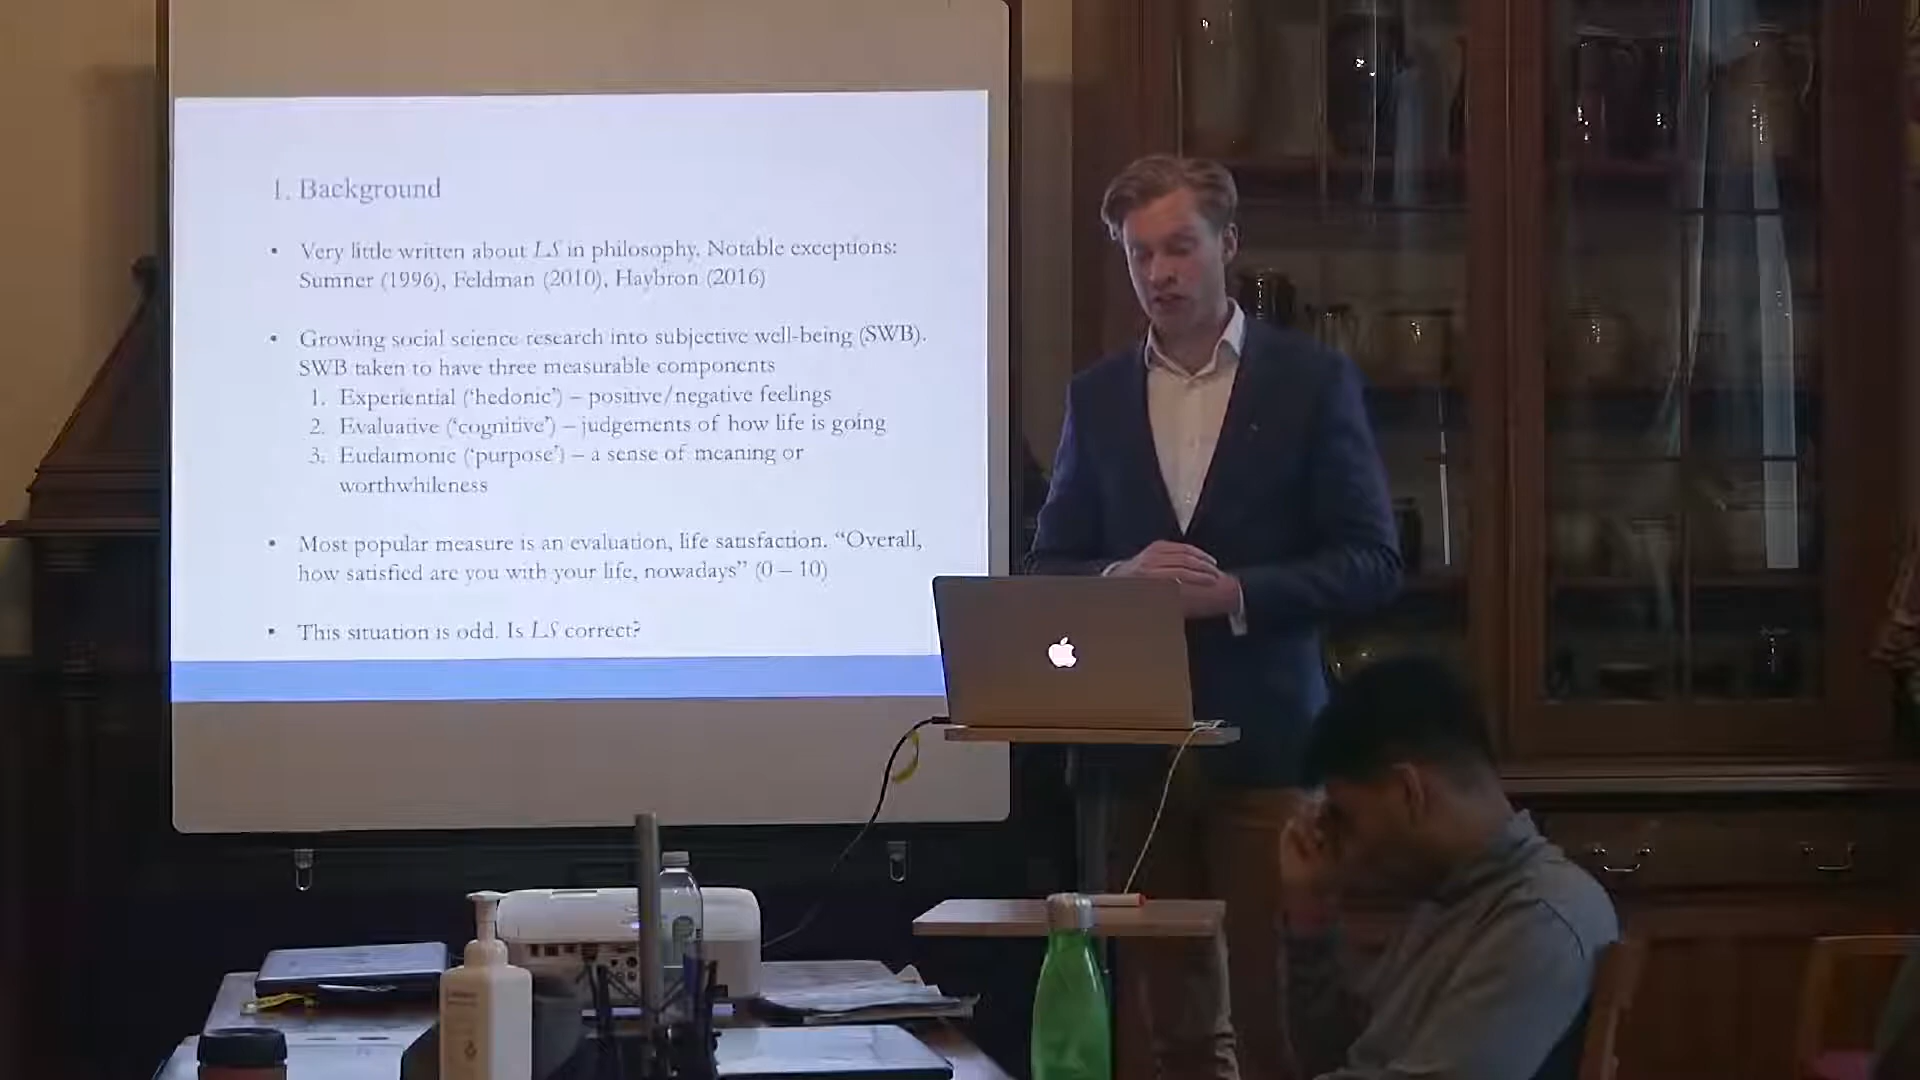 1. Background
• Very little written about LS in philosophy. Notable exceptions:
Sumner (1996), Feldman (2010), Haybron (2016)
• Growing social science research into subjective well-being (SWB).
SWB taken to have three measurable components
1. Experiential (‘hedonic’) – positive/negative feelings
2. Evaluative (‘cognitive’) – judgements of how life is going
3. Eudaimonic (‘purpose’) – a sense of meaning or
worthwhileness
• Most popular measure is an evaluation, life satisfaction. “Overall,
how satisfied are you with your life, nowadays” (0 – 10)
• This situation is odd. Is LS correct?